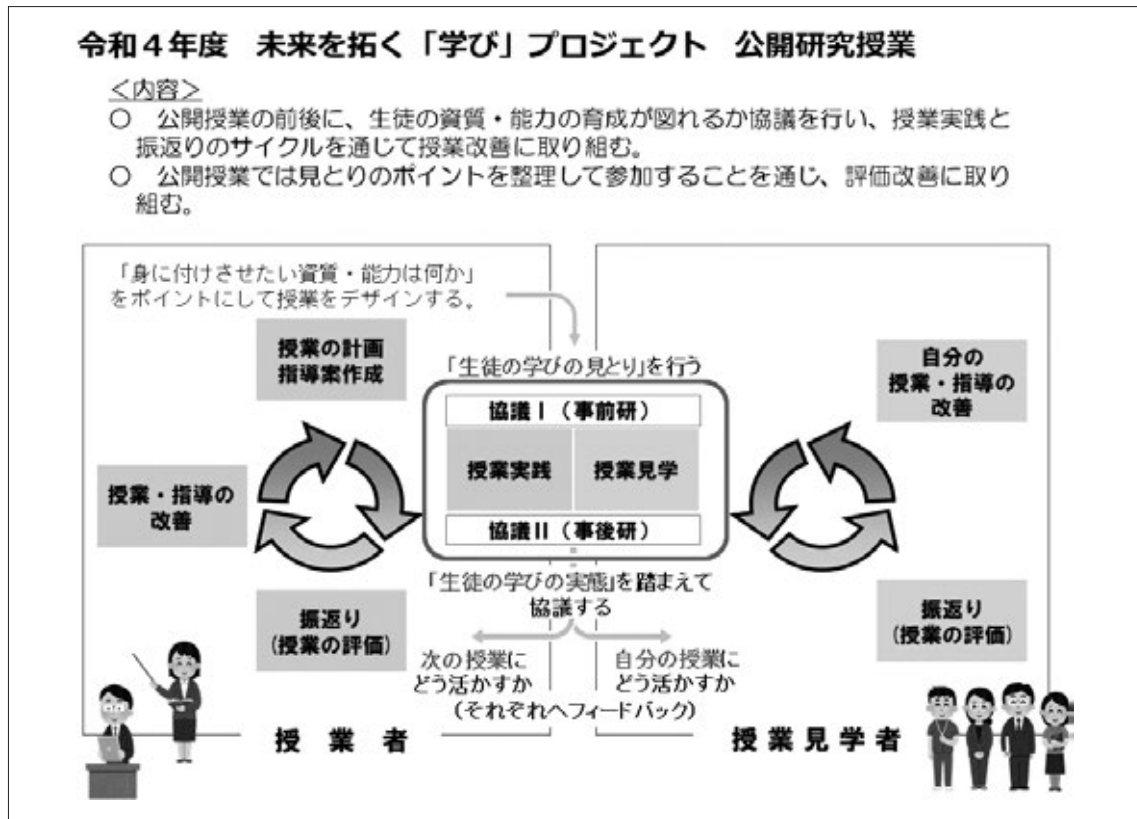 令和４年度　未来を拓く「学び」プロジェクト　公開研究授業
＜内容＞
○　公開授業の前後に、生徒の資質・能力の育成が図れるか協議を行い、授業実践と
振返りのサイクルを通じて授業改善に取り組む。
○　公開授業では見とりのポイントを整理して参加することを通じ、評価改善に取り
組む。
「身に付けさせたい資質・能力は何か」
をポイントにして授業をデザインする。
授業の計画
指導案作成
授業・指導の
改善
振返り
(授業の評価)
「生徒の学びの見とり」を行う
協議Ⅰ（事前研）
授業実践
授業見学
協議Ⅱ（事後研）
「生徒の学びの実態」を踏まえて
協議する
次の授業に
どう活かすか
自分の授業に
どう活かすか
（それぞれへフィードバック）
自分の
授業・指導の
改善
振返り
(授業の評価)
授業者
授業見学者